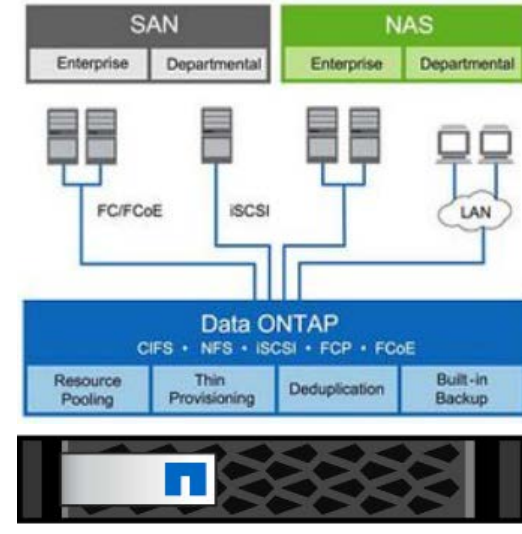 SAN
NAS
Enterprise
Departmental
Enterprise
Departmental
FC/FCoE
iSCSI
LAN
Data ONTAP
CIFS • NFS • iSCSI • FCP • FCoE
Resource
Pooling
Thin
Provisioning
Deduplication
Built-in
Backup